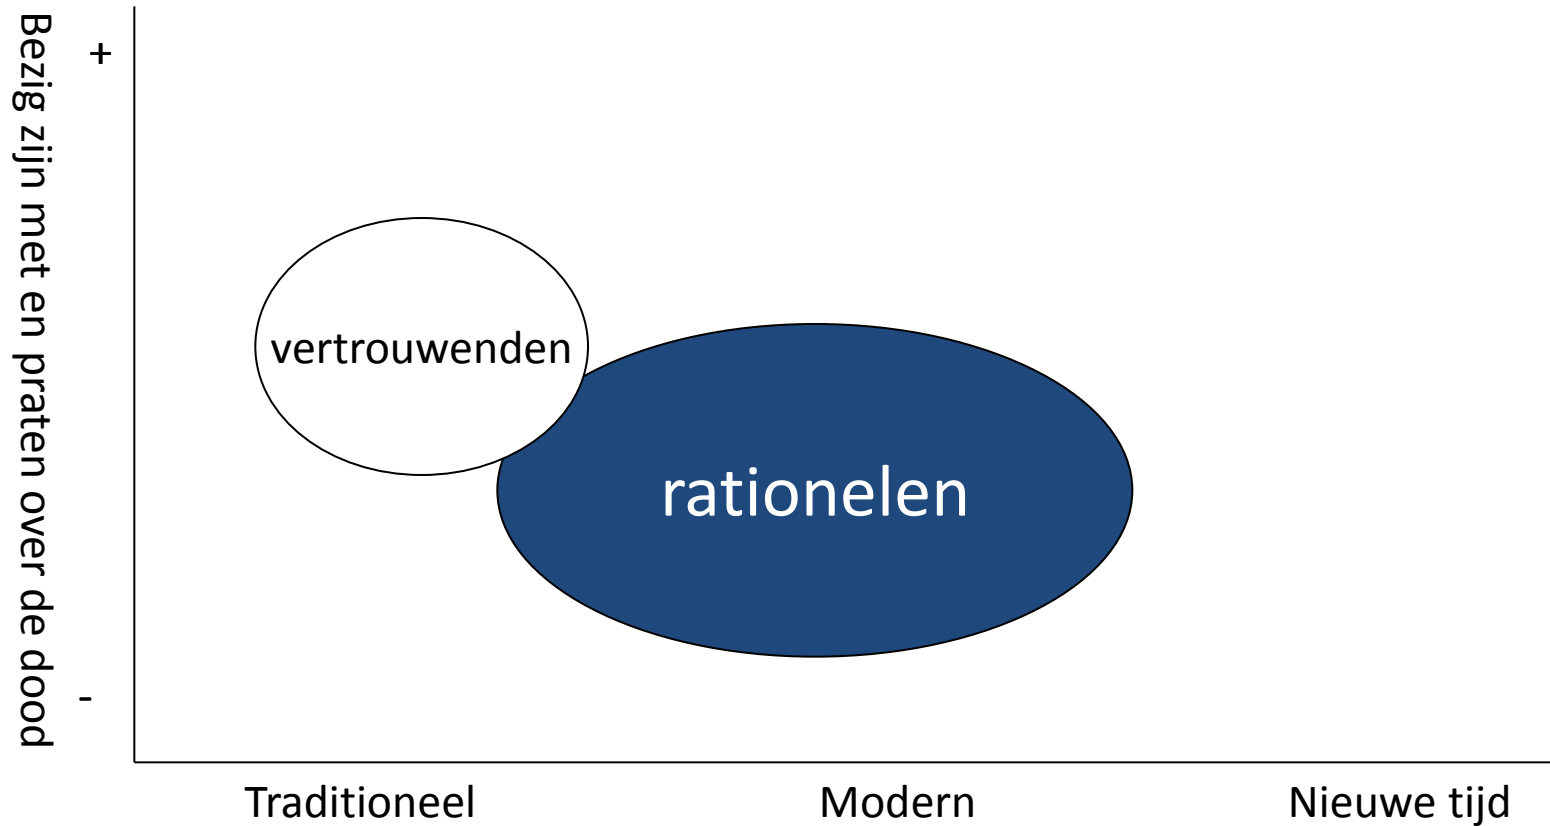 Bezig zijn met en praten over de dood
+
vertrouwenden
rationelen
-
Traditioneel
Modern
Nieuwe tijd